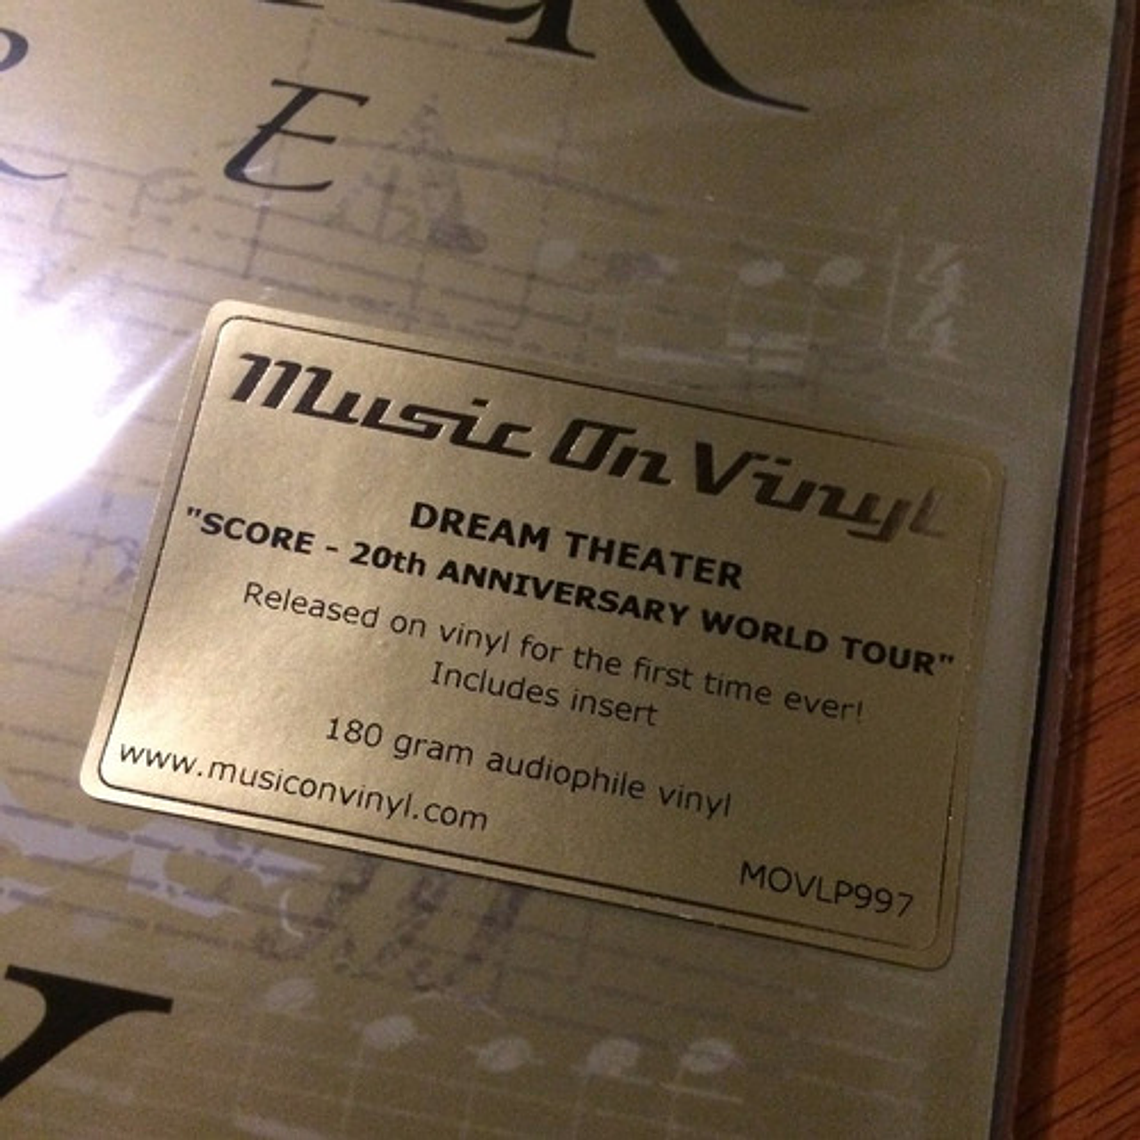 ER
R E
Music On Vinyl
DREAM THEATER
"SCORE - 20th ANNIVERSARY WORLD TOUR"
Released on vinyl for the first time ever!
Includes insert
180 gram audiophile vinyl
www.musiconvinyl.com
MOVLP997